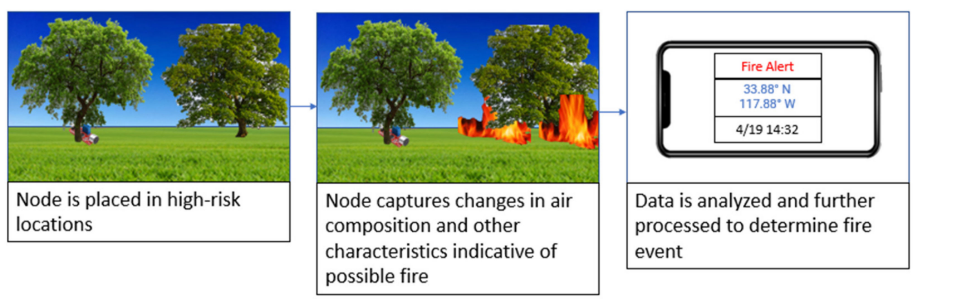 Fire Alert
33.88° N
117.88° W
4/19 14:32
Node is placed in high-risk
locations
Node captures changes in air
composition and other
characteristics indicative of
possible fire
Data is analyzed and further
processed to determine fire
event